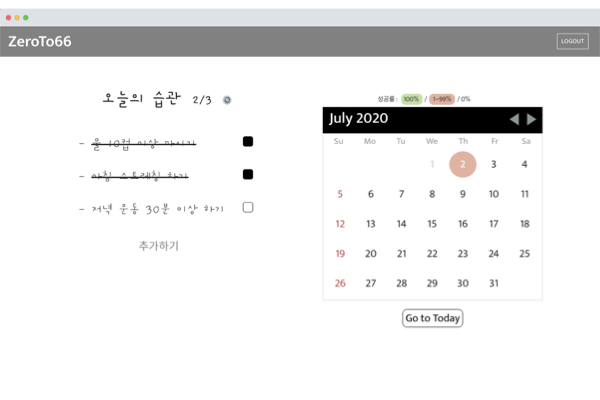 ZeroTo66
LOGOUT
오늘의 습관 2/3
- 물 10컵 이상 마시기
- 아침 스트레칭 하기
- 저녁 운동 30분 이상 하기
추가하기
성공률 : 100% / 1~99% / 0%
July 2020
Su Mo Tu We Th Fr Sa
1 2 3 4
5 6 7 8 9 10 11
12 13 14 15 16 17 18
19 20 21 22 23 24 25
26 27 28 29 30 31
Go to Today